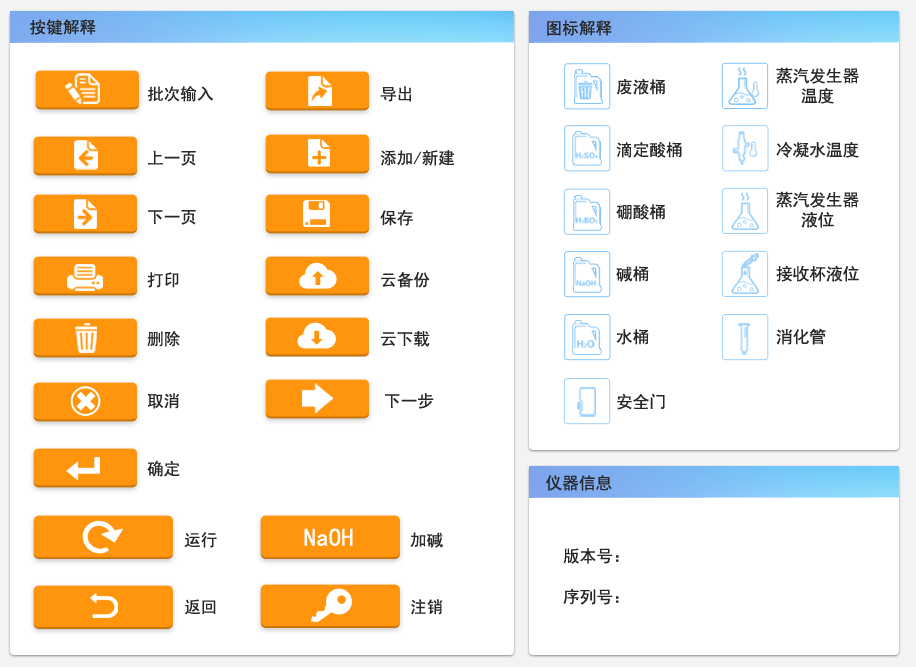 按键解释
批次输入
导出
上一页
添加/新建
下一页
保存
打印
云备份
删除
云下载
取消
下一步
确定
运行
NaOH
加碱
返回
注销
图标解释
废液桶
蒸汽发生器
温度
H₂SO₄
滴定酸桶
冷凝水温度
H₃BO₃
硼酸桶
蒸汽发生器
液位
NaOH
碱桶
接收杯液位
H₂O
水桶
消化管
安全门
仪器信息
版本号：
序列号：